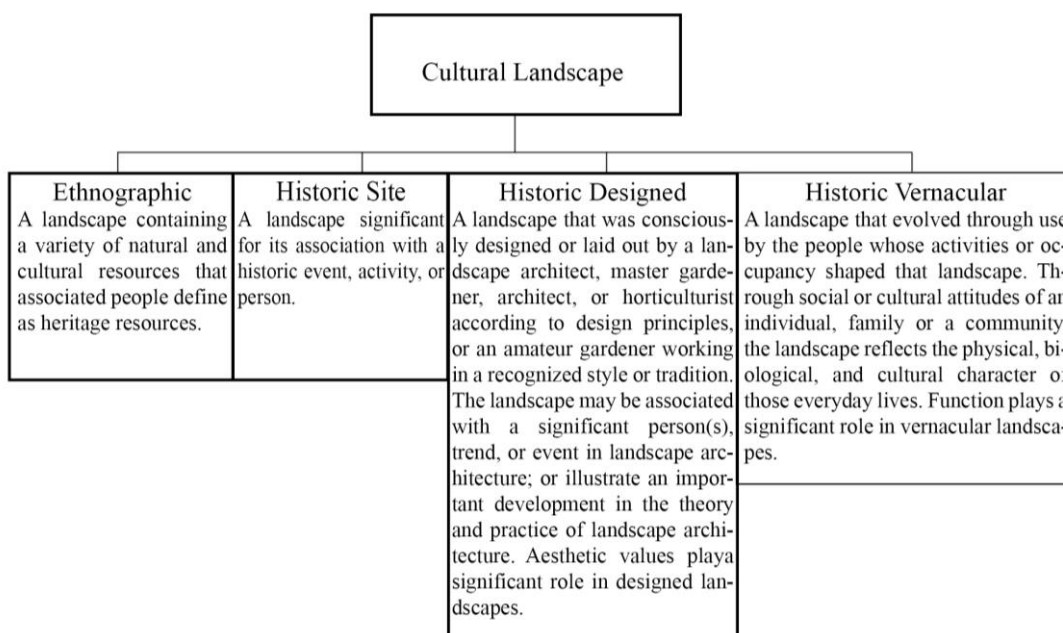 Cultural Landscape
Ethnographic
A landscape containing
a variety of natural and
cultural resources that
associated people define
as heritage resources.
Historic Site
A landscape significant
for its association with a
historic event, activity, or
person.
Historic Designed
A landscape that was conscious-
ly designed or laid out by a lan-
dscape architect, master garde-
ner, architect, or horticulturist
according to design principles,
or an amateur gardener working
in a recognized style or tradition.
The landscape may be associated
with a significant person(s),
trend, or event in landscape arc-
hitecture; or illustrate an impor-
tant development in the theory
and practice of landscape archi-
tecture. Aesthetic values playa
significant role in designed lan-
dscapes.
Historic Vernacular
A landscape that evolved through use
by the people whose activities or oc-
cupancy shaped that landscape. Th-
rough social or cultural attitudes of an
individual, family or a community,
the landscape reflects the physical, bi-
ological, and cultural character of
those everyday lives. Function plays a
significant role in vernacular landsca-
pes.